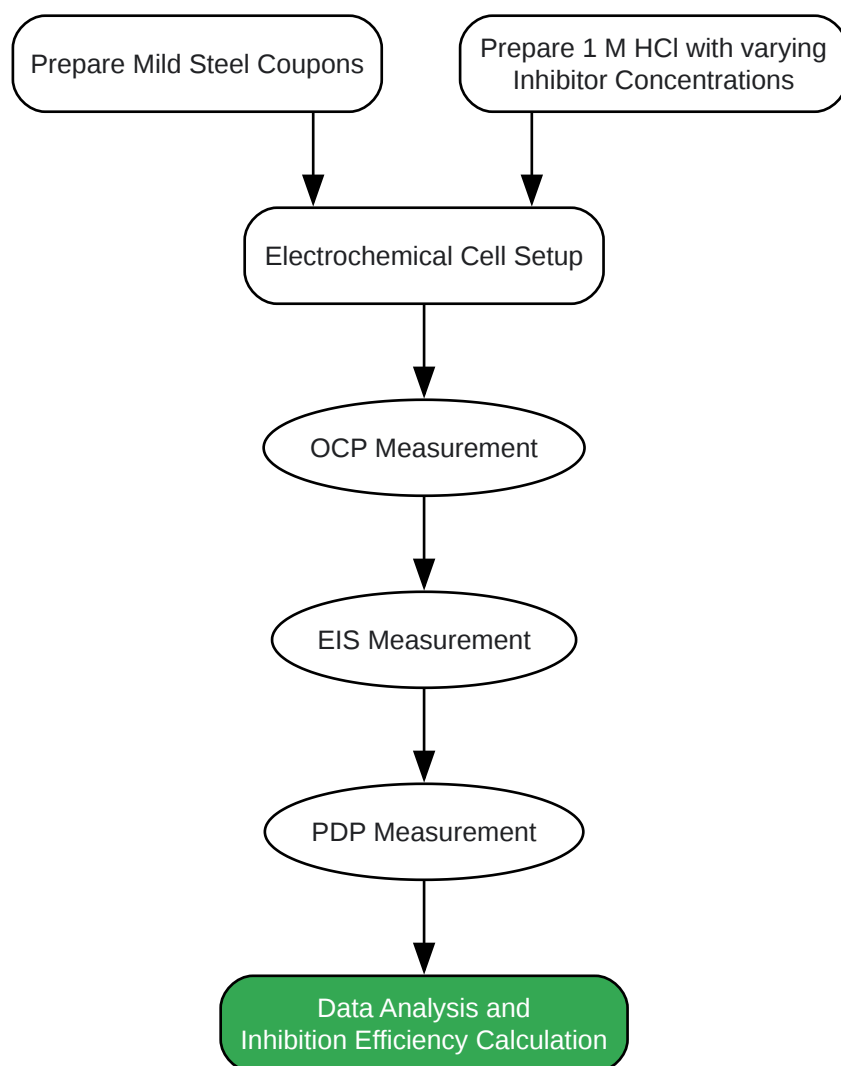 Prepare Mild Steel Coupons
Prepare 1 M HCl with varying
Inhibitor Concentrations
Electrochemical Cell Setup
OCP Measurement
EIS Measurement
PDP Measurement
Data Analysis and
Inhibition Efficiency Calculation